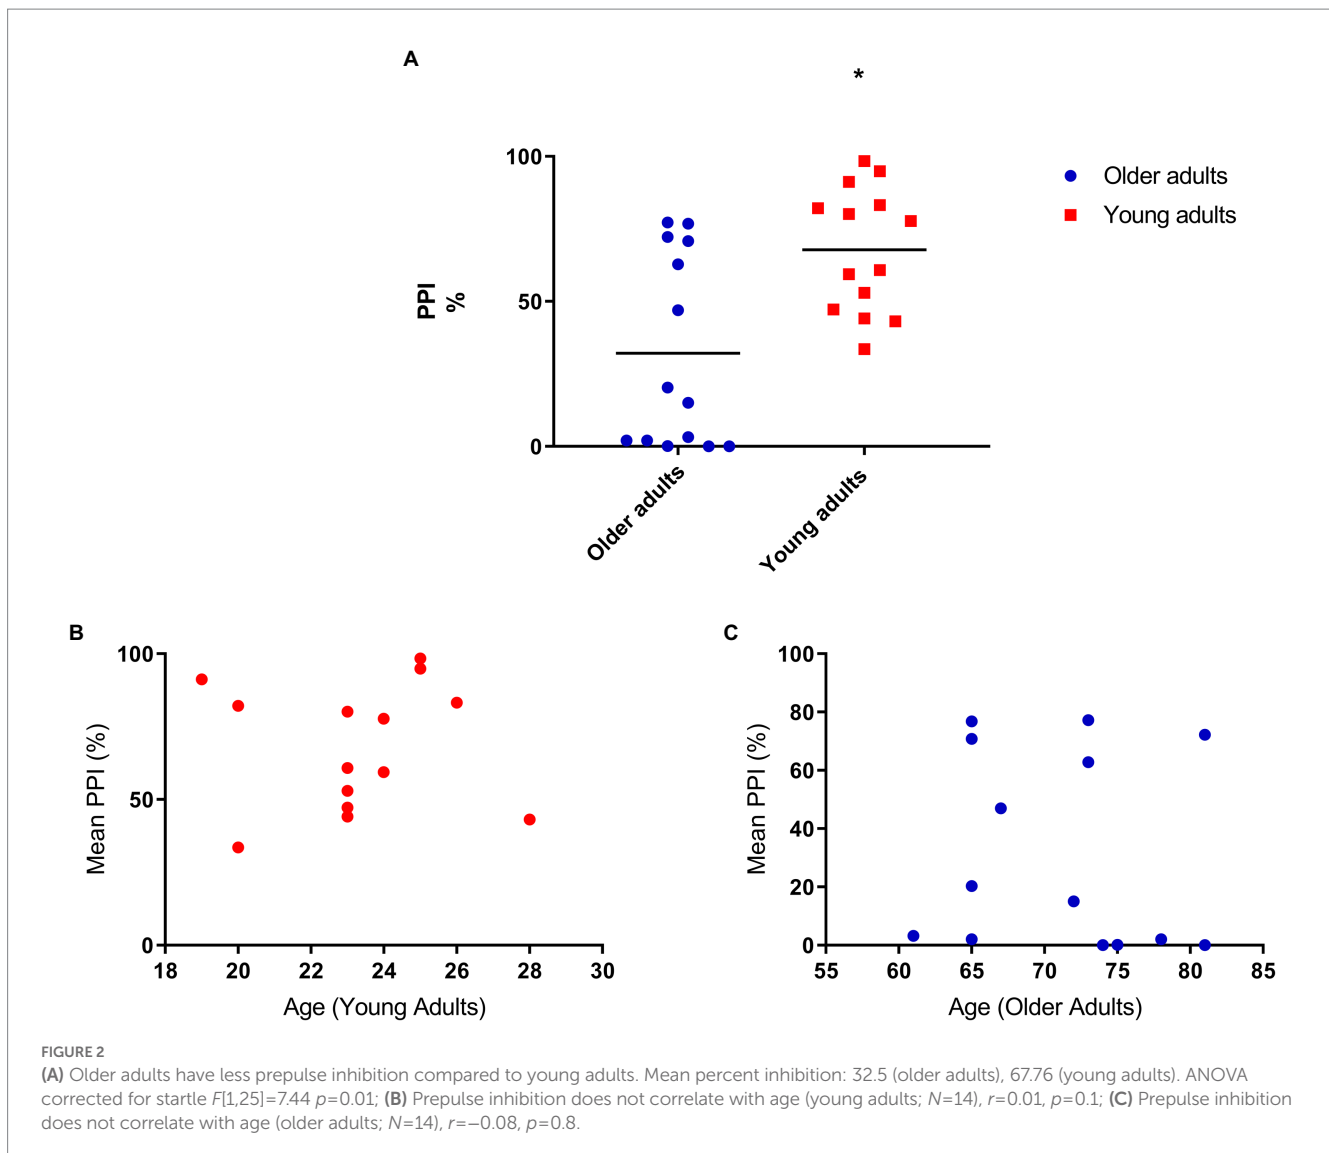 A
*
100
50
0
PPI
%
Older adults
Young adults
Older adults
Young adults
B
100
50
0
Mean PPI (%)
18 20 22 24 26 28 30
Age (Young Adults)
C
100
80
60
40
20
0
Mean PPI (%)
55 60 65 70 75 80 85
Age (Older Adults)
FIGURE 2
(A) Older adults have less prepulse inhibition compared to young adults. Mean percent inhibition: 32.5 (older adults), 67.76 (young adults). ANOVA
corrected for startle F[1,25]=7.44 p=0.01; (B) Prepulse inhibition does not correlate with age (young adults; N=14), r=0.01, p=0.1; (C) Prepulse inhibition
does not correlate with age (older adults; N=14), r=−0.08, p=0.8.